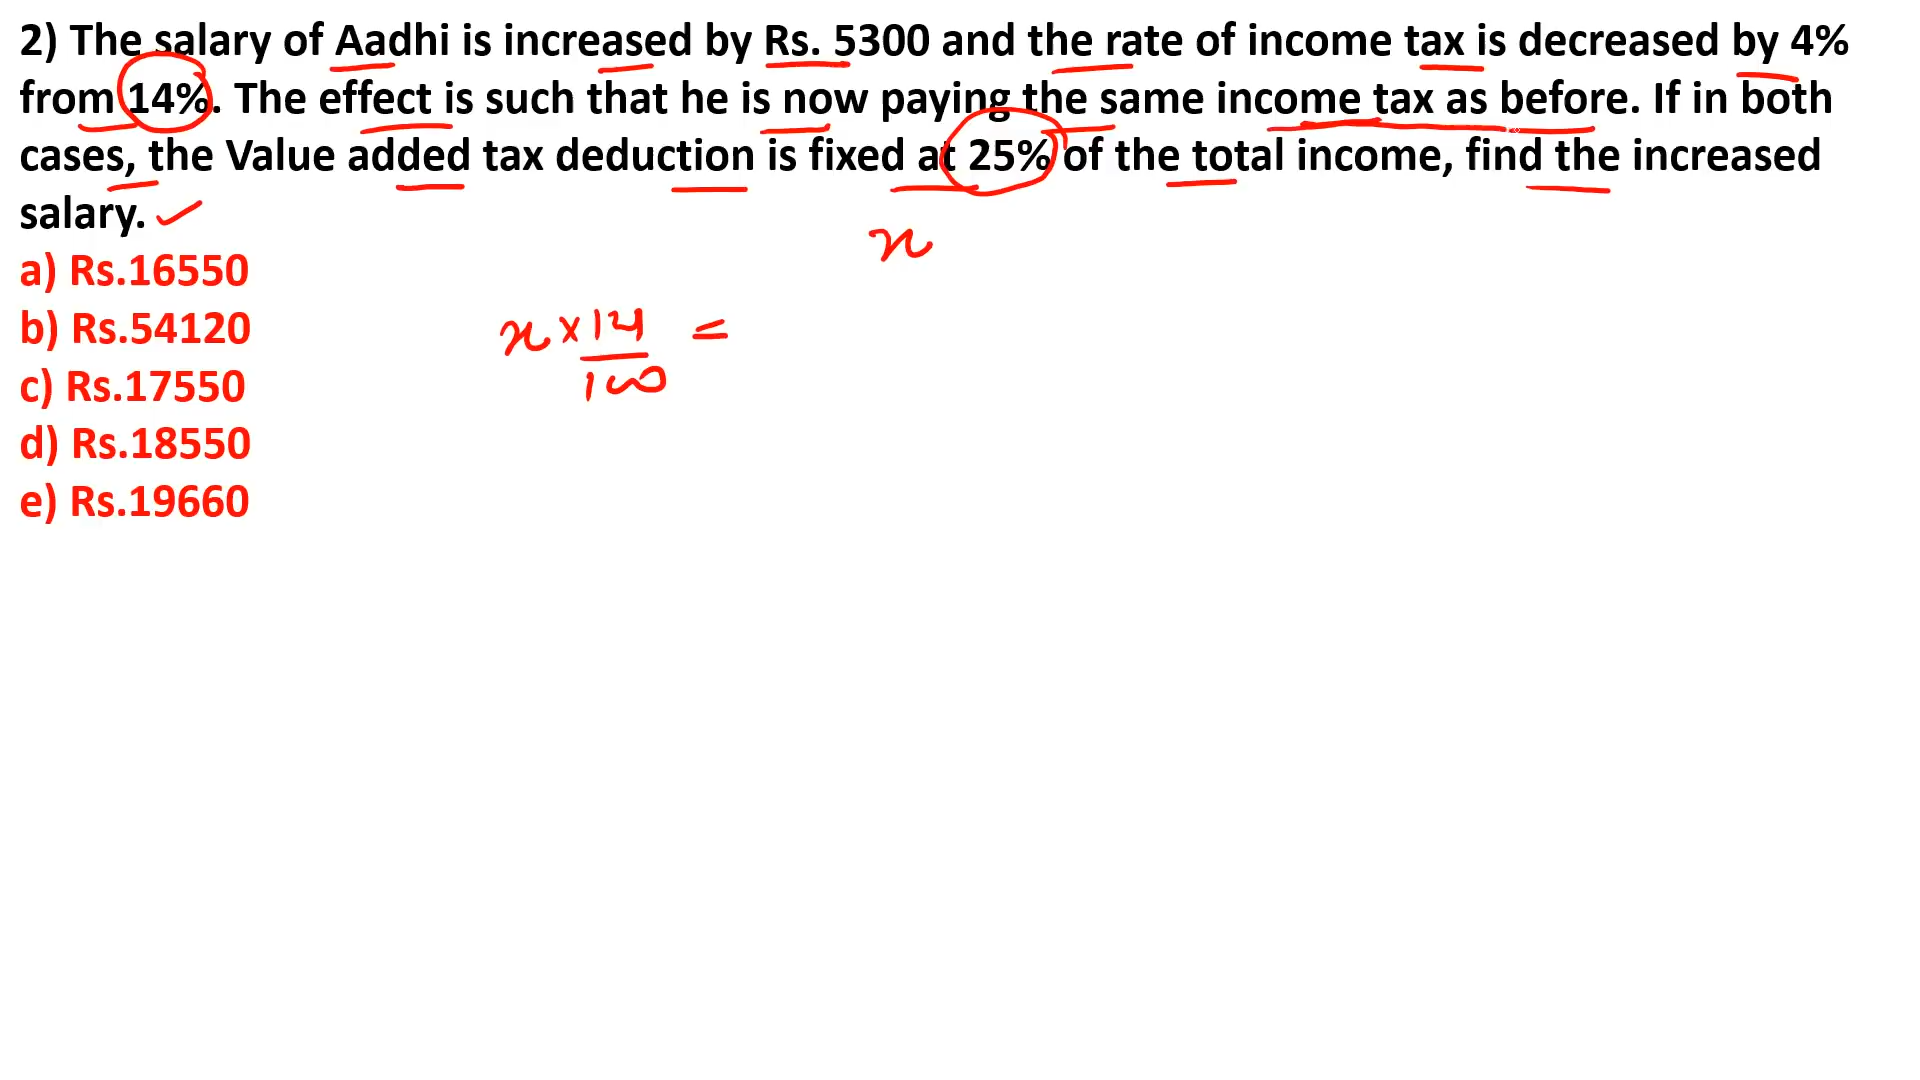 2) The salary of Aadhi is increased by Rs. 5300 and the rate of income tax is decreased by 4%
from 14%. The effect is such that he is now paying the same income tax as before. If in both
cases, the Value added tax deduction is fixed at 25% of the total income, find the increased
salary.
x
a) Rs.16550
b) Rs.54120
x × 14/100 =
c) Rs.17550
d) Rs.18550
e) Rs.19660